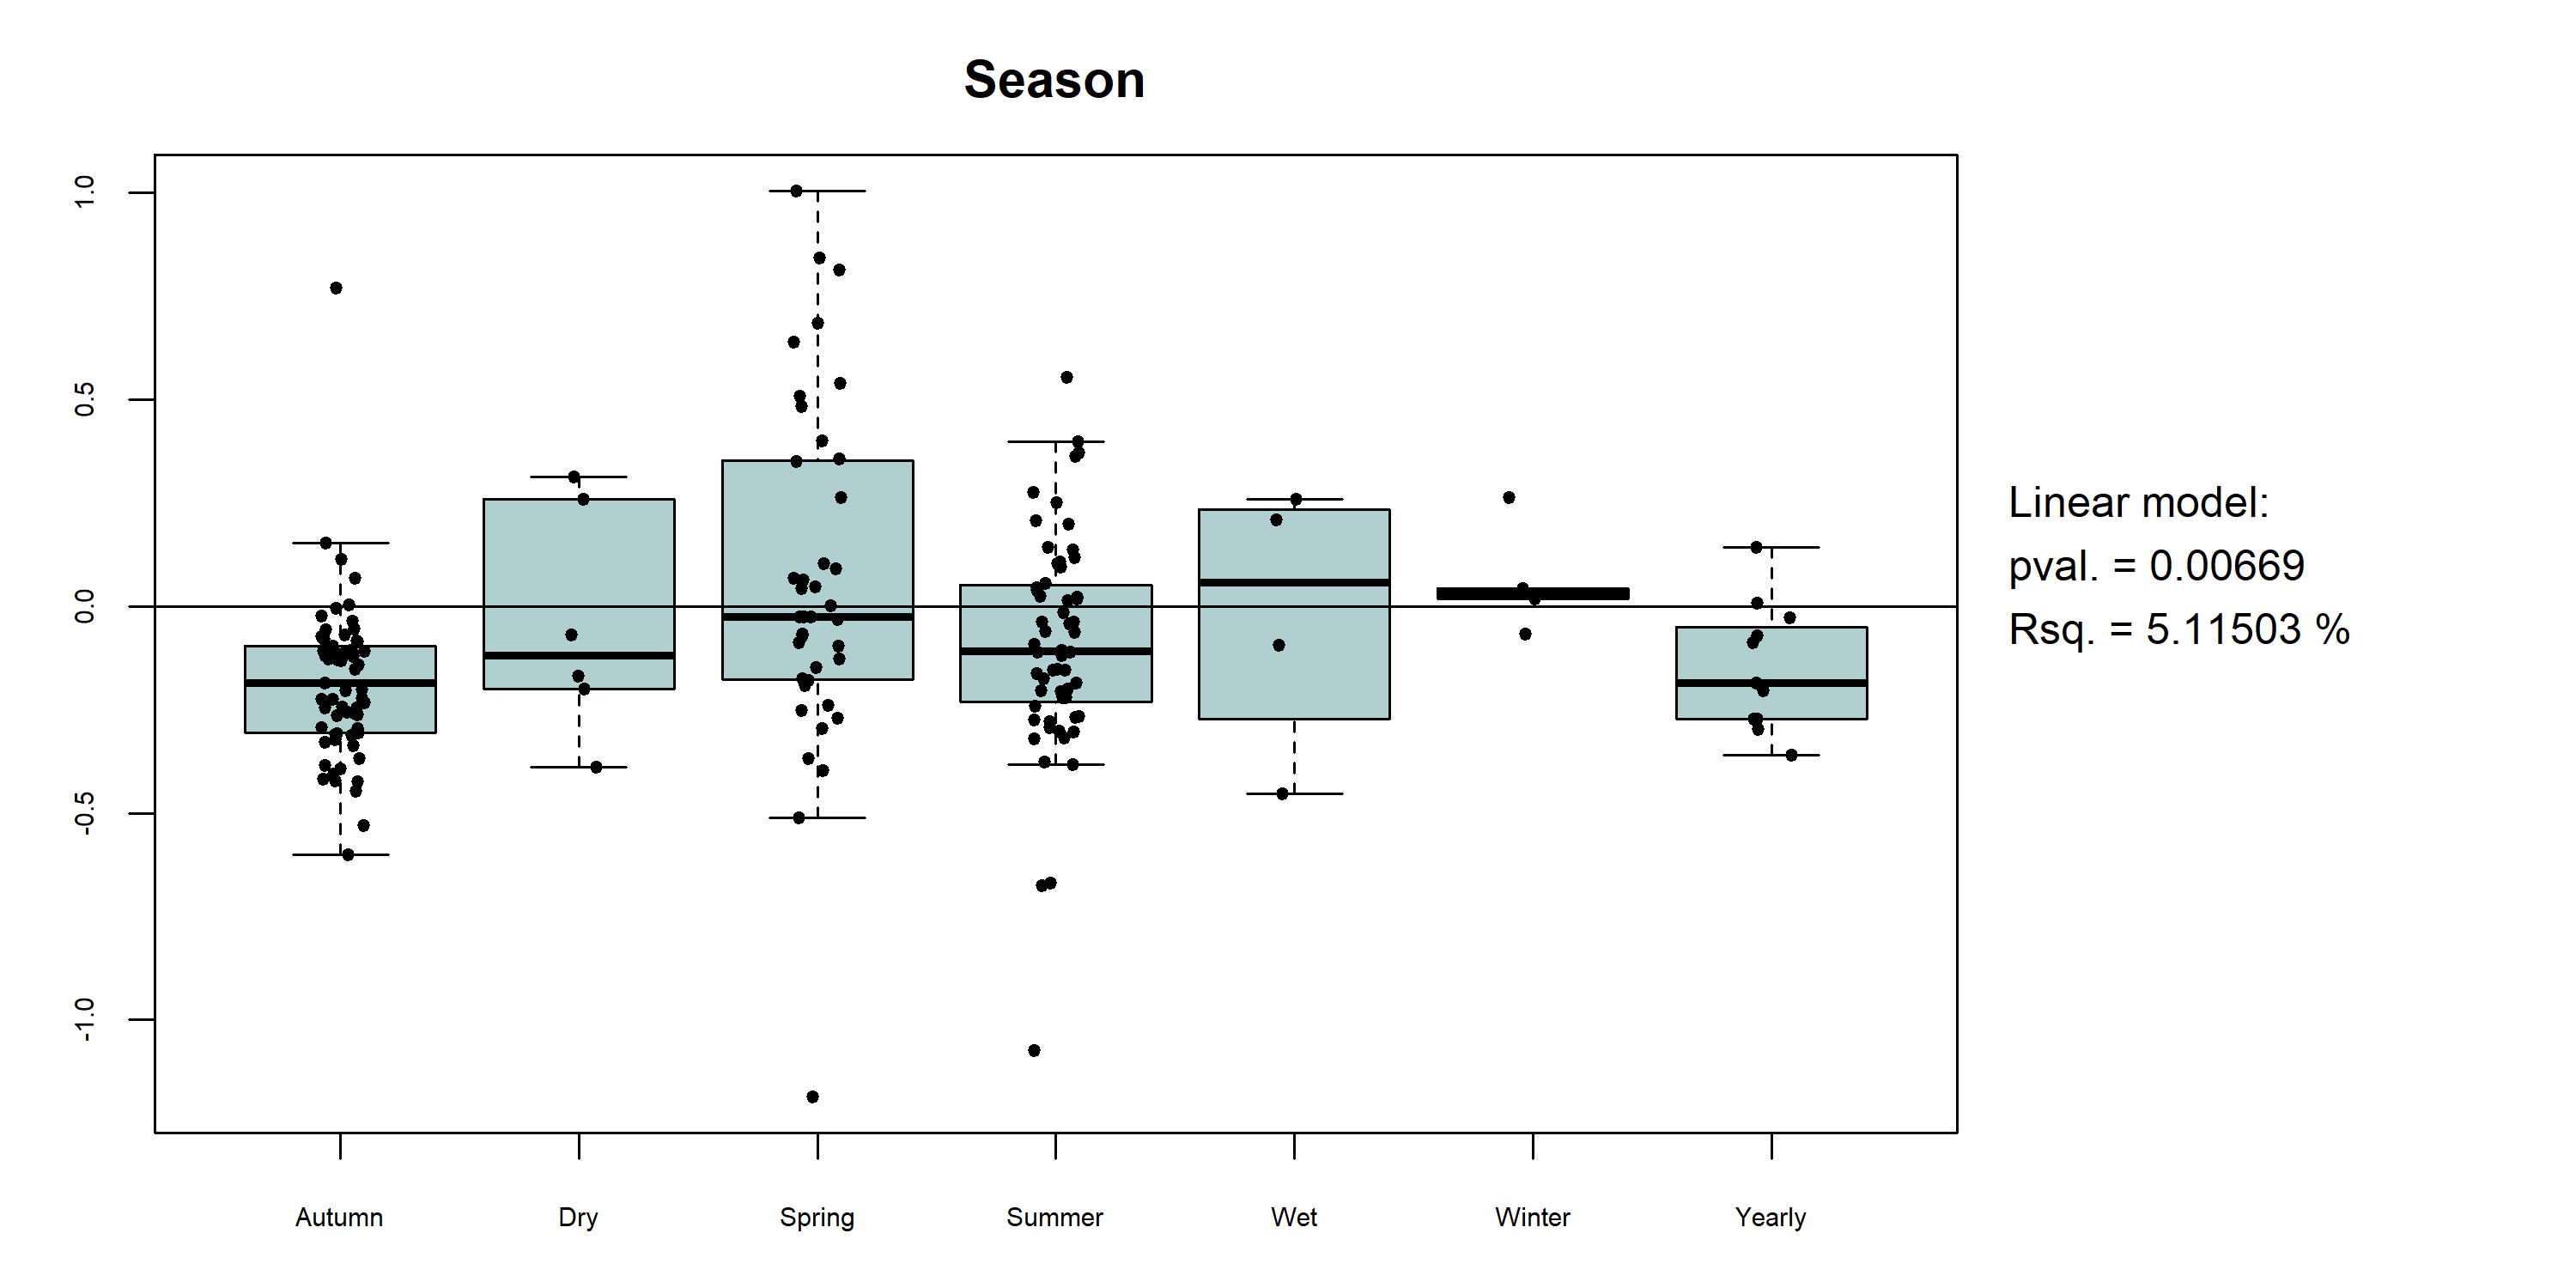 Season
1.0
0.5
0.0
-0.5
-1.0
Autumn Dry Spring Summer Wet Winter Yearly
Linear model:
pval. = 0.00669
Rsq. = 5.11503 %